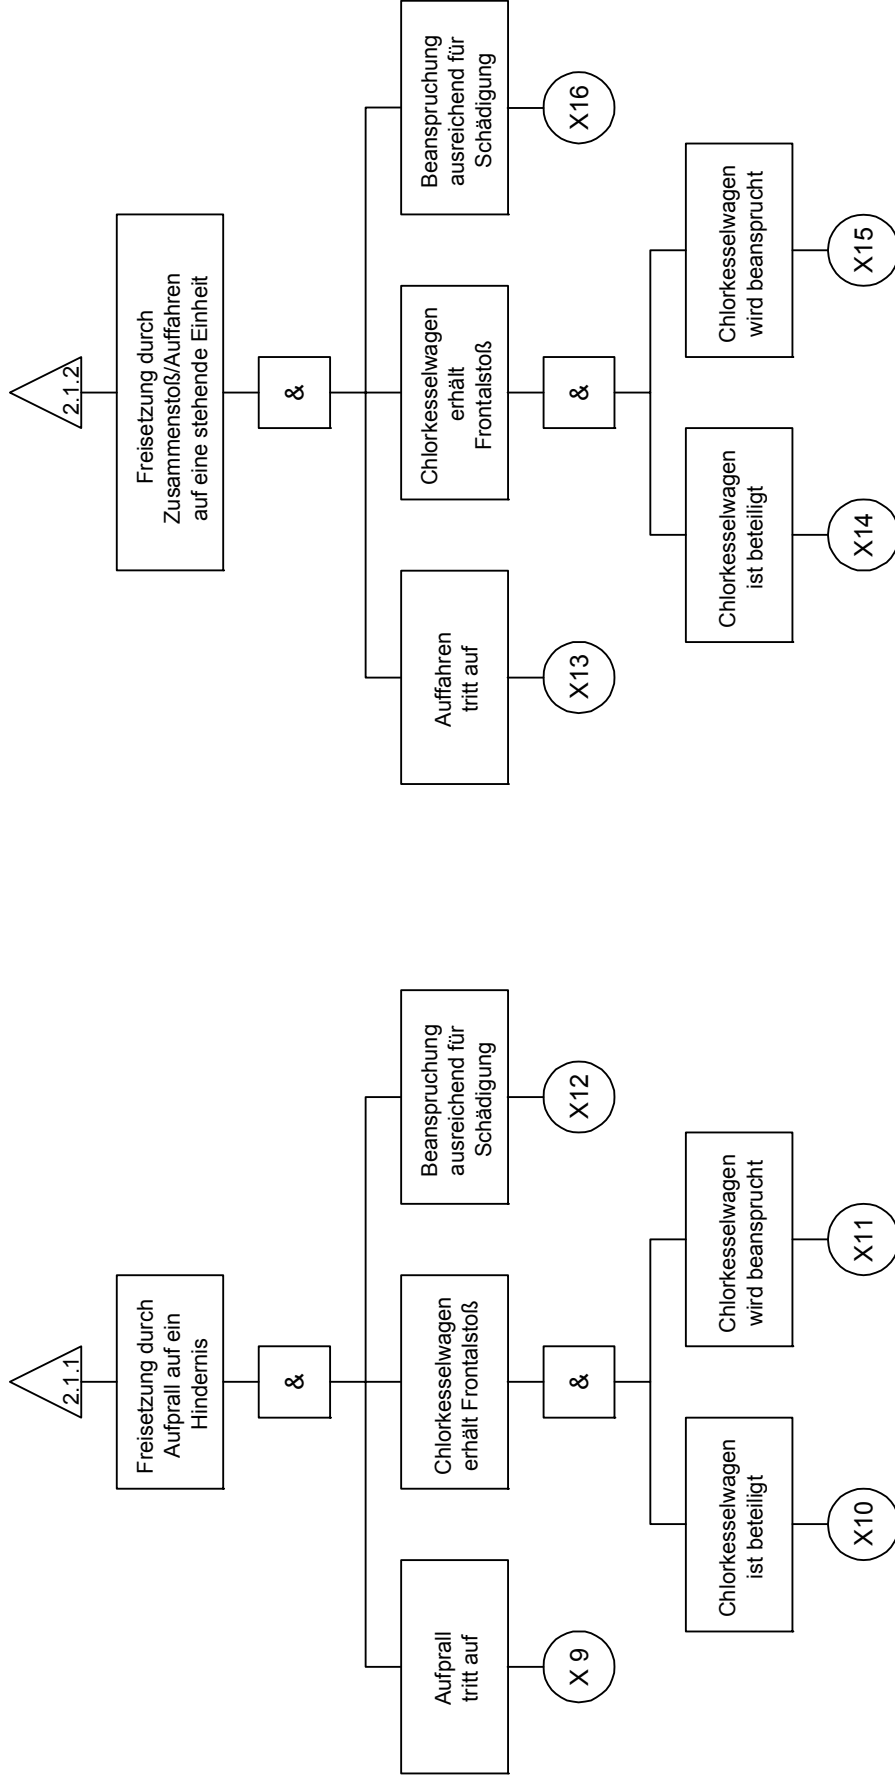 2.1.1
Freisetzung durch
Aufprall auf ein
Hindernis
&
Aufprall
tritt auf
X 9
Chlorkesselwagen
erhält Frontalstoß
&
Beanspruchung
ausreichend für
Schädigung
X12
Chlorkesselwagen
ist beteiligt
X10
Chlorkesselwagen
wird beansprucht
X11
2.1.2
Freisetzung durch
Zusammenstoß/Auffahren
auf eine stehende Einheit
&
Auffahren
tritt auf
X13
Chlorkesselwagen
erhält
Frontalstoß
&
Beanspruchung
ausreichend für
Schädigung
X16
Chlorkesselwagen
ist beteiligt
X14
Chlorkesselwagen
wird beansprucht
X15